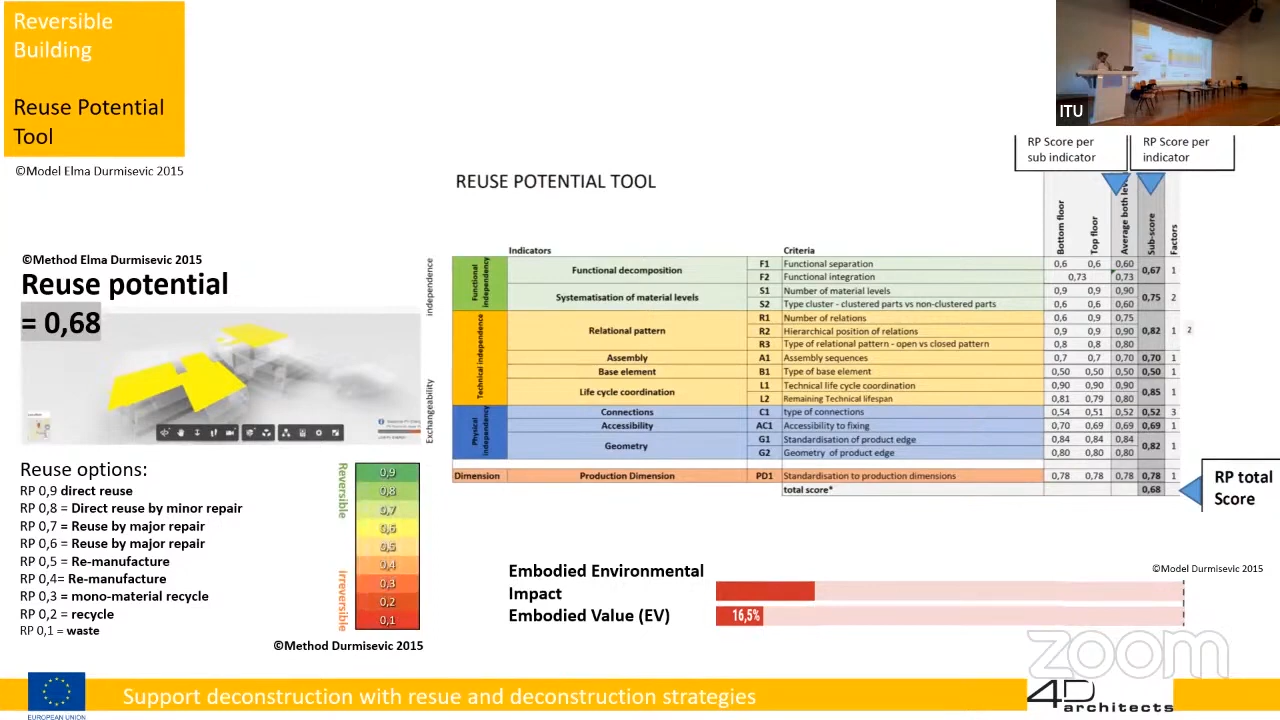 Reversible
Building
Reuse Potential
Tool
©Model Elma Durmisevic 2015
ITU
RP Score per
sub indicator
RP Score per
indicator
REUSE POTENTIAL TOOL
©Method Elma Durmisevic 2015
Reuse potential
= 0,68
independence
Exchangeability
Bottom floor
Top floor
Average both
Sub-score
Factors
Indicators Criteria
Functional independency
Functional decomposition
F1 Functional separation 0,6 0,6 0,60 0,67 1
F2 Functional integration 0,73 0,73
Systematisation of material levels
S1 Number of material levels 0,9 0,9 0,90 0,75 2
S2 Type cluster - clustered parts vs non-clustered parts 0,6 0,6 0,60
Technical independence
Relational pattern
R1 Number of relations 0,6 0,9 0,75
R2 Hierarchical position of relations 0,9 0,9 0,90 0,82 1 2
R3 Type of relational pattern - open vs closed pattern 0,8 0,8 0,80
Assembly A1 Assembly sequences 0,7 0,7 0,70 0,70 1
Base element B1 Type of base element 0,50 0,50 0,50 0,50 1
Life cycle coordination
L1 Technical life cycle coordination 0,90 0,90 0,90 0,85 1
L2 Remaining Technical lifespan 0,81 0,79 0,80
Physical independency
Connections C1 type of connections 0,54 0,51 0,52 0,52 3
Accessibility AC1 Accessibility to fixing 0,70 0,69 0,69 0,69 1
Geometry
G1 Standardisation of product edge 0,84 0,84 0,84 0,82 1
G2 Geometry of product edge 0,80 0,80 0,80
Dimension Production Dimension PD1 Standardisation to production dimensions 0,78 0,78 0,78 0,78 1
total score* 0,68
RP total
Score
Reuse options:
RP 0,9 direct reuse
RP 0,8 = Direct reuse by minor repair
RP 0,7 = Reuse by major repair
RP 0,6 = Reuse by major repair
RP 0,5 = Re-manufacture
RP 0,4= Re-manufacture
RP 0,3 = mono-material recycle
RP 0,2 = recycle
RP 0,1 = waste
Reversible
irreversible
0,9
0,8
0,7
0,6
0,5
0,4
0,3
0,2
0,1
©Method Durmisevic 2015
©Model Durmisevic 2015
Embodied Environmental
Impact
Embodied Value (EV)
16,5%
zoom
EUROPEAN UNION
Support deconstruction with resue and deconstruction strategies
4D architects